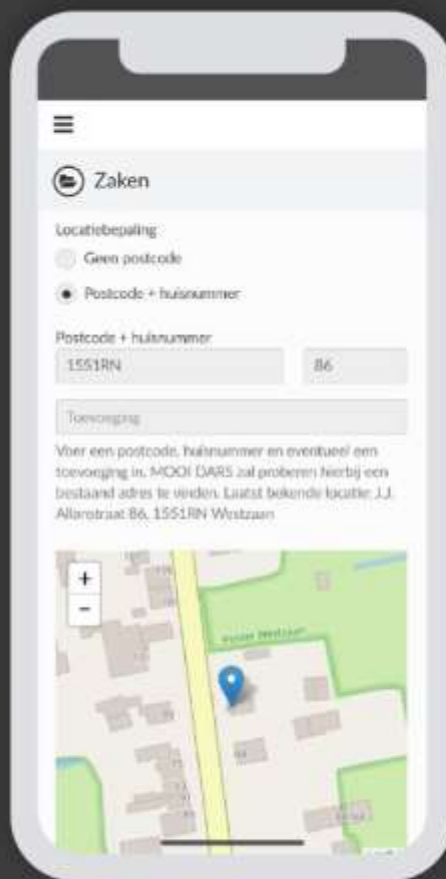 Zaken
Locatiebepaling
Geen postcode
Postcode + huisnummer
Postcode + huisnummer
1551RN
86
Toevoeging
Voer een postcode, huisnummer en eventueel een
toevoeging in. MOOI DARS zal proberen hierbij een
bestaand adres te vinden. Laatst bekende locatie: J.J.
Allanstraat 86, 1551RN Westzaan
+
−